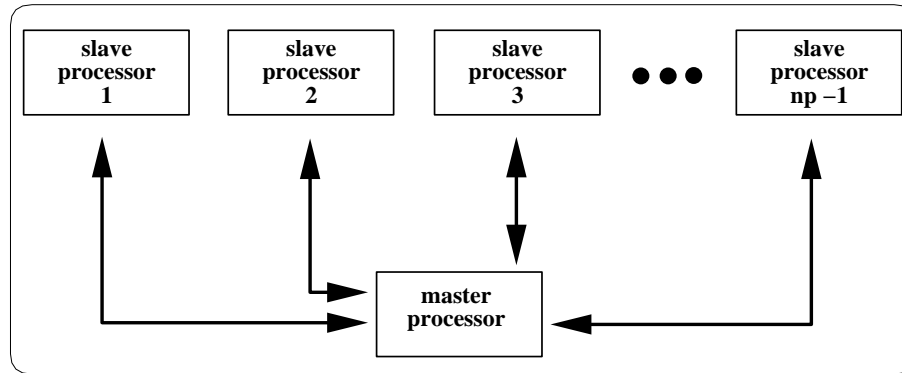 slave
processor
1
slave
processor
2
slave
processor
3
slave
processor
np −1
master
processor